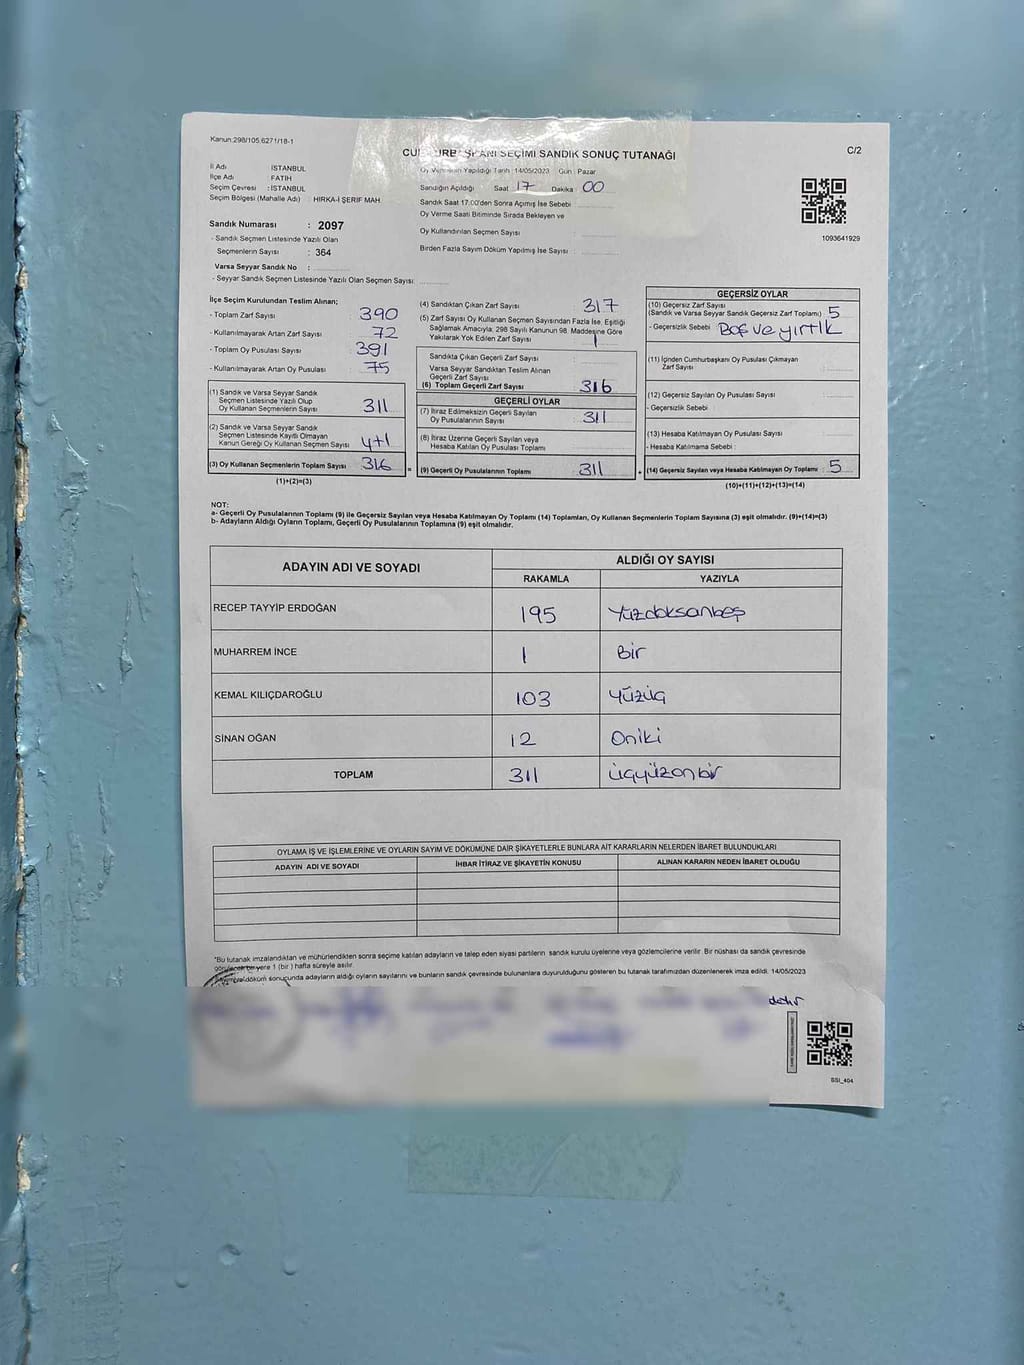 Kanun:298/105 6271/18-1
SEÇİMİ SANDIK SONUÇ TUTANAĞI
C/2
İl Adı İSTANBUL
İlçe Adı : FATİH
Seçim Çevresi : İSTANBUL
Seçim Bölgesi (Mahalle Adı) : HIRKA-İ ŞERİF MAH.
Oy Vermenin Yapıldığı Tarih :14/05/2023 Gün : Pazar
Sandığın Açıldığı Saat 17 Dakika 00
Sandık Saat 17:00'den Sonra Açılmış İse Sebebi
Oy Verme Saati Bitiminde Sırada Bekleyen ve
Oy Kullandırılan Seçmen Sayısı
Birden Fazla Sayım Döküm Yapılmış İse Sayısı
1093641929
Sandık Numarası : 2097
- Sandık Seçmen Listesinde Yazılı Olan
Seçmenlerin Sayısı : 364
Varsa Seyyar Sandık No :
- Seyyar Sandık Seçmen Listesinde Yazılı Olan Seçmen Sayısı:
İlçe Seçim Kurulundan Teslim Alınan;
- Toplam Zarf Sayısı 390
- Kullanılmayarak Artan Zarf Sayısı 72
- Toplam Oy Pusulası Sayısı 391
- Kullanılmayarak Artan Oy Pusulası 75
(1) Sandık ve Varsa Seyyar Sandık
Seçmen Listesinde Yazılı Olup
Oy Kullanan Seçmenlerin Sayısı 311
(2) Sandık ve Varsa Seyyar Sandık
Seçmen Listesinde Kayıtlı Olmayan
Kanun Gereği Oy Kullanan Seçmen Sayısı 4+1
(3) Oy Kullanan Seçmenlerin Toplam Sayısı 316 =
(1)+(2)=(3)
(4) Sandıktan Çıkan Zarf Sayısı 317
(5) Zarf Sayısı Oy Kullanan Seçmen Sayısından Fazla İse, Eşitliği
Sağlamak Amacıyla, 298 Sayılı Kanunun 98. Maddesine Göre
Yakılarak Yok Edilen Zarf Sayısı 1
Sandıkta Çıkan Geçerli Zarf Sayısı
Varsa Seyyar Sandıktan Teslim Alınan
Geçerli Zarf Sayısı
(6) Toplam Geçerli Zarf Sayısı 316
GEÇERLİ OYLAR
(7) İtiraz Edilmeksizin Geçerli Sayılan
Oy Pusulalarının Sayısı 311
(8) İtiraz Üzerine Geçerli Sayılan veya
Hesaba Katılan Oy Pusulası Toplamı
(9) Geçerli Oy Pusulalarının Toplamı 311 +
GEÇERSİZ OYLAR
(10) Geçersiz Zarf Sayısı
(Sandık ve Varsa Seyyar Sandık Geçersiz Zarf Toplamı) : 5
- Geçersizlik Sebebi : Boş ve yırtık
(11) İçinden Cumhurbaşkanı Oy Pusulası Çıkmayan
Zarf Sayısı
(12) Geçersiz Sayılan Oy Pusulası Sayısı
- Geçersizlik Sebebi
(13) Hesaba Katılmayan Oy Pusulası Sayısı
- Hesaba Katılmama Sebebi :
(14) Geçersiz Sayılan veya Hesaba Katılmayan Oy Toplamı : 5
(10)+(11)+(12)+(13)=(14)
NOT:
a- Geçerli Oy Pusulalarının Toplamı (9) ile Geçersiz Sayılan veya Hesaba Katılmayan Oy Toplamı (14) Toplamları, Oy Kullanan Seçmenlerin Toplam Sayısına (3) eşit olmalıdır. (9)+(14)=(3)
b- Adayların Aldığı Oyların Toplamı, Geçerli Oy Pusulalarının Toplamına (9) eşit olmalıdır.
ADAYIN ADI VE SOYADI ALDIĞI OY SAYISI
RAKAMLA YAZIYLA
RECEP TAYYİP ERDOĞAN 195 Yüzdoksanbeş
MUHARREM İNCE 1 Bir
KEMAL KILIÇDAROĞLU 103 Yüzüç
SİNAN OĞAN 12 Oniki
TOPLAM 311 Üçyüzonbir
OYLAMA İŞ VE İŞLEMLERİNE VE OYLARIN SAYIM VE DÖKÜMÜNE DAİR ŞİKAYETLERLE BUNLARA AİT KARARLARIN NELERDEN İBARET BULUNDUKLARI
ADAYIN ADI VE SOYADI İHBAR İTİRAZ VE ŞİKAYETİN KONUSU ALINAN KARARIN NEDEN İBARET OLDUĞU
*Bu tutanak imzalandıktan ve mühürlendikten sonra seçime katılan adayların ve talep eden siyasi partilerin sandık kurulu üyelerine veya gözlemcilerine verilir. Bir nüshası da sandık çevresinde
görülecek bir yere 1 (bir) hafta süreyle asılır.
döküm sonucunda adayların aldığı oyların sayılarını ve bunların sandık çevresinde bulunanlara duyurulduğunu gösteren bu tutanak tarafımızdan düzenlenerek imza edildi. 14/05/2023
SSI_404